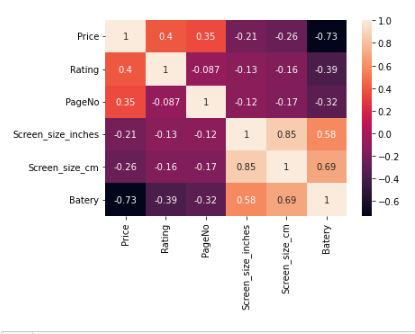 Price 1 0.4 0.35 -0.21 -0.26 -0.73
Rating 0.4 1 -0.087 -0.13 -0.16 -0.39
PageNo 0.35 -0.087 1 -0.12 -0.17 -0.32
Screen_size_inches -0.21 -0.13 -0.12 1 0.85 0.58
Screen_size_cm -0.26 -0.16 -0.17 0.85 1 0.69
Batery -0.73 -0.39 -0.32 0.58 0.69 1
Price Rating PageNo Screen_size_inches Screen_size_cm Batery
1.0
0.8
0.6
0.4
0.2
0.0
-0.2
-0.4
-0.6